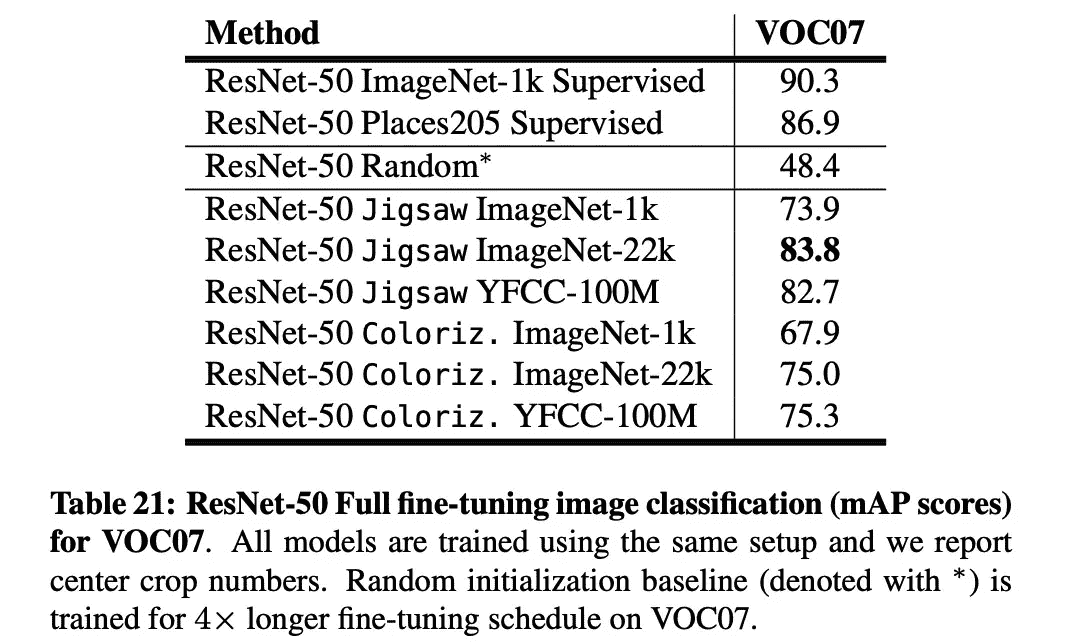 Method VOC07
ResNet-50 ImageNet-1k Supervised 90.3
ResNet-50 Places205 Supervised 86.9
ResNet-50 Random* 48.4
ResNet-50 Jigsaw ImageNet-1k 73.9
ResNet-50 Jigsaw ImageNet-22k 83.8
ResNet-50 Jigsaw YFCC-100M 82.7
ResNet-50 Coloriz. ImageNet-1k 67.9
ResNet-50 Coloriz. ImageNet-22k 75.0
ResNet-50 Coloriz. YFCC-100M 75.3
Table 21: ResNet-50 Full fine-tuning image classification (mAP scores)
for VOC07. All models are trained using the same setup and we report
center crop numbers. Random initialization baseline (denoted with *) is
trained for 4× longer fine-tuning schedule on VOC07.